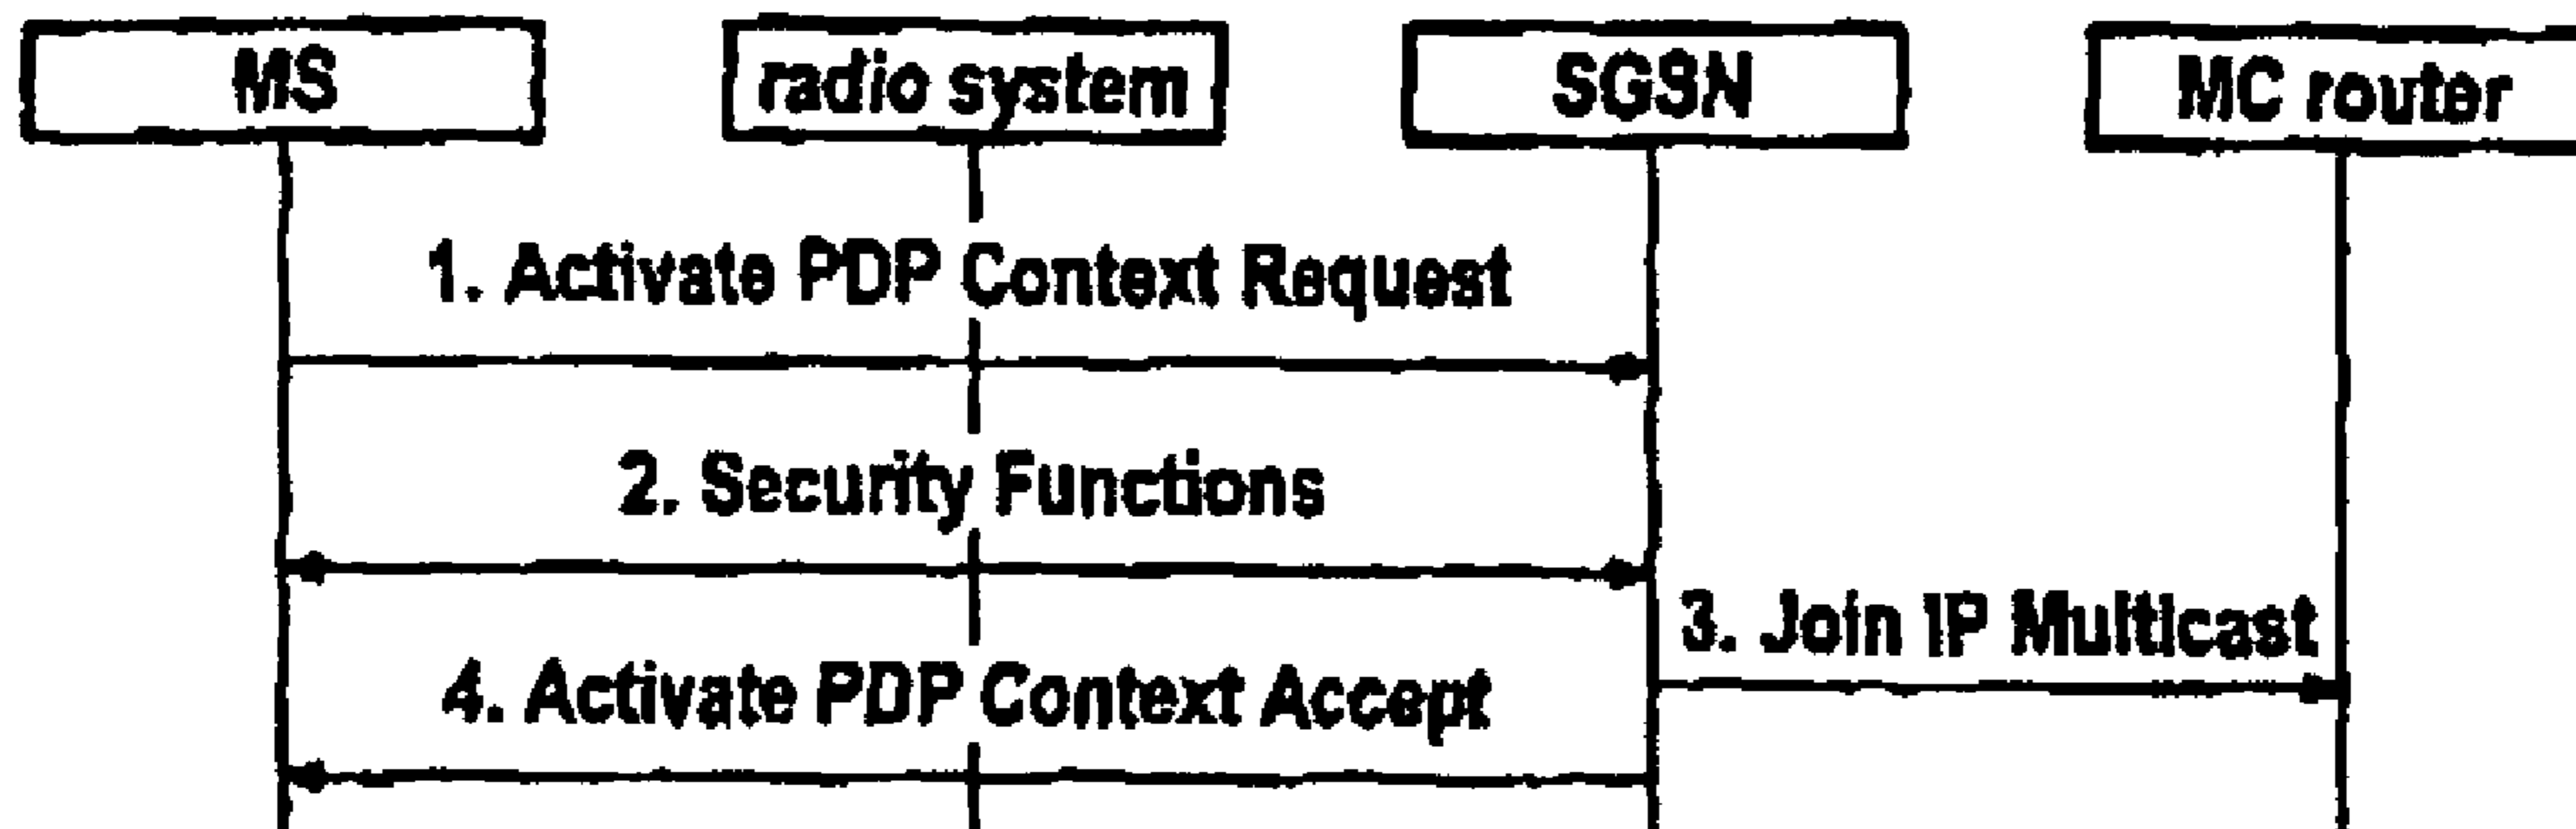 MS
radio system
SGSN
MC router
1. Activate PDP Context Request
2. Security Functions
3. Join IP Multicast
4. Activate PDP Context Accept